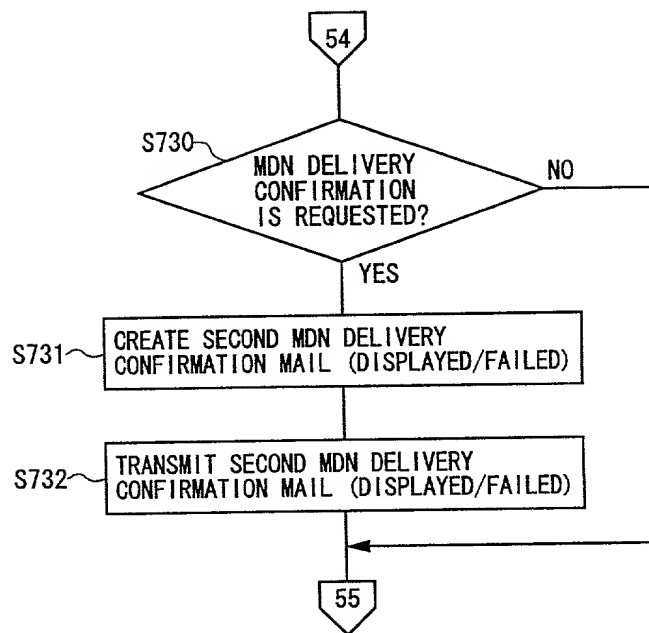 54
S730
MDN DELIVERY
CONFIRMATION
IS REQUESTED?
NO
YES
S731
CREATE SECOND MDN DELIVERY
CONFIRMATION MAIL (DISPLAYED/FAILED)
S732
TRANSMIT SECOND MDN DELIVERY
CONFIRMATION MAIL (DISPLAYED/FAILED)
55